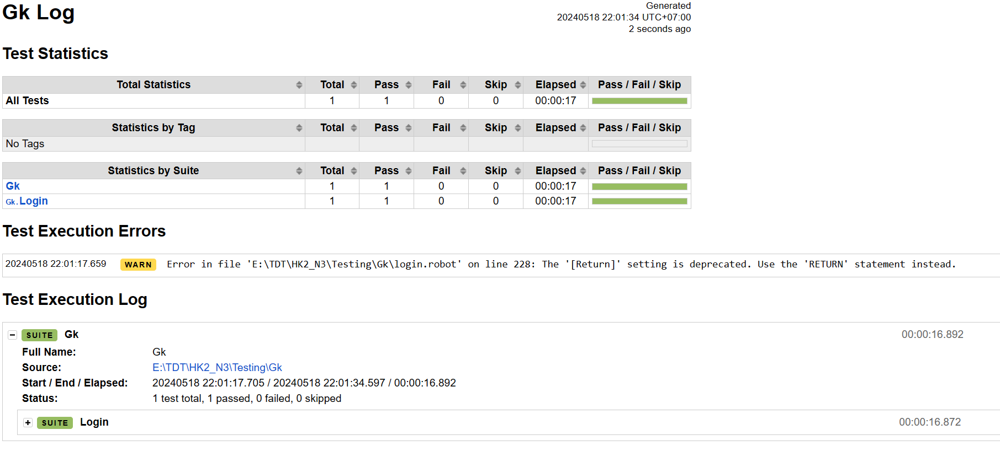 Gk Log
Generated
20240518 22:01:34 UTC+07:00
2 seconds ago
Test Statistics
Total Statistics Total Pass Fail Skip Elapsed Pass / Fail / Skip
All Tests 1 1 0 0 00:00:17
Statistics by Tag Total Pass Fail Skip Elapsed Pass / Fail / Skip
No Tags
Statistics by Suite Total Pass Fail Skip Elapsed Pass / Fail / Skip
Gk 1 1 0 0 00:00:17
Gk.Login 1 1 0 0 00:00:17
Test Execution Errors
20240518 22:01:17.659 WARN Error in file 'E:\TDT\HK2_N3\Testing\Gk\login.robot' on line 228: The '[Return]' setting is deprecated. Use the 'RETURN' statement instead.
Test Execution Log
SUITE Gk 00:00:16.892
Full Name: Gk
Source: E:\TDT\HK2_N3\Testing\Gk
Start / End / Elapsed: 20240518 22:01:17.705 / 20240518 22:01:34.597 / 00:00:16.892
Status: 1 test total, 1 passed, 0 failed, 0 skipped
SUITE Login 00:00:16.872